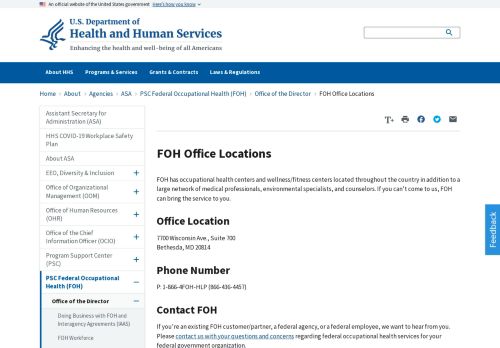 An official website of the United States government Here's how you know
U.S. Department of
Health and Human Services
Enhancing the health and well-being of all Americans
About HHS Programs & Services Grants & Contracts Laws & Regulations
Home › About › Agencies › ASA › PSC Federal Occupational Health (FOH) › Office of the Director › FOH Office Locations
Assistant Secretary for
Administration (ASA)
HHS COVID-19 Workplace Safety
Plan
About ASA
EEO, Diversity & Inclusion
Office of Organizational
Management (OOM)
Office of Human Resources
(OHR)
Office of the Chief
Information Officer (OCIO)
Program Support Center
(PSC)
PSC Federal Occupational
Health (FOH)
Office of the Director
Doing Business with FOH and
Interagency Agreements (IAAS)
FOH Workforce
T+
FOH Office Locations
FOH has occupational health centers and wellness/fitness centers located throughout the country in addition to a
large network of medical professionals, environmental specialists, and counselors. If you can't come to us, FOH
can bring the service to you.
Office Location
7700 Wisconsin Ave., Suite 700
Bethesda, MD 20814
Phone Number
P: 1-866-4FOH-HLP (866-436-4457)
Contact FOH
If you're an existing FOH customer/partner, a federal agency, or a federal employee, we want to hear from you.
Please contact us with your questions and concerns regarding federal occupational health services for your
federal government organization.
Feedback